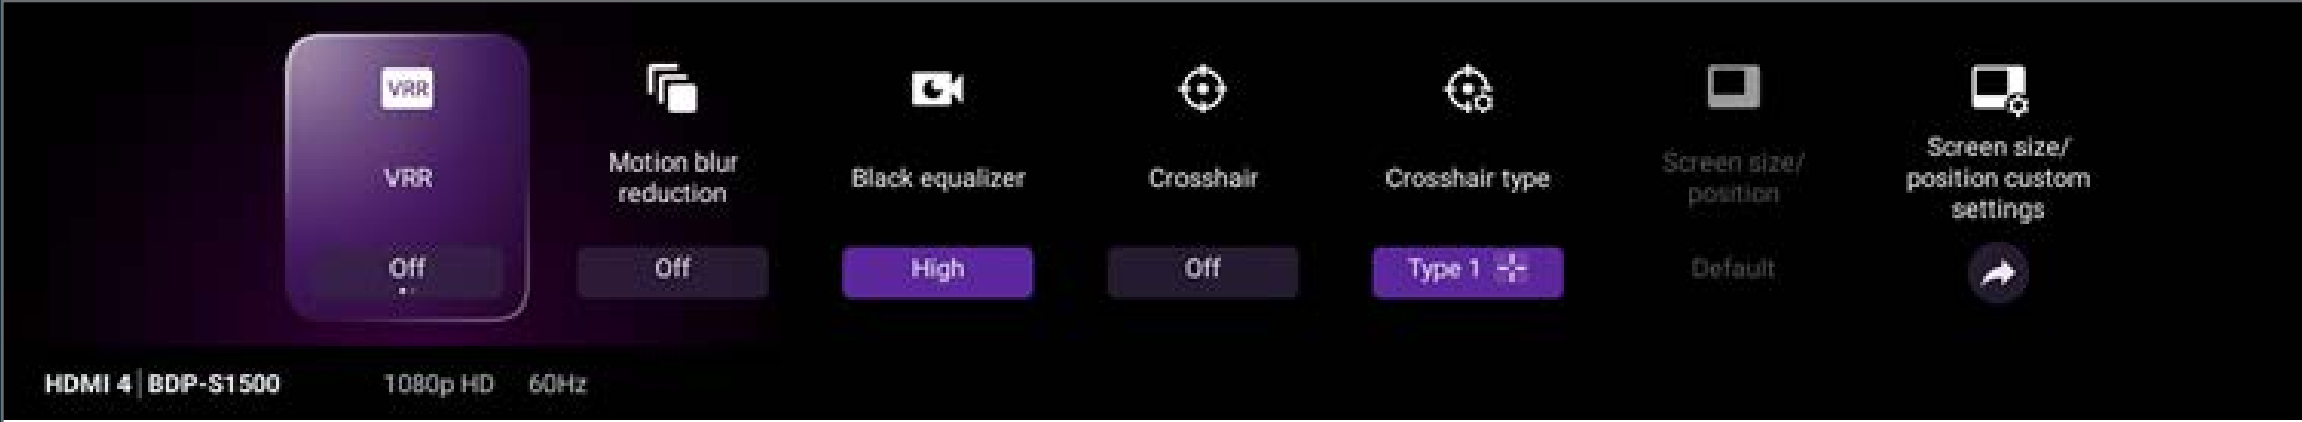 VRR
VRR
Off
Motion blur
reduction
Off
Black equalizer
High
Crosshair
Off
Crosshair type
Type 1
Screen size/
position
Default
Screen size/
position custom
settings
HDMI 4 | BDP-S1500 1080p HD 60Hz